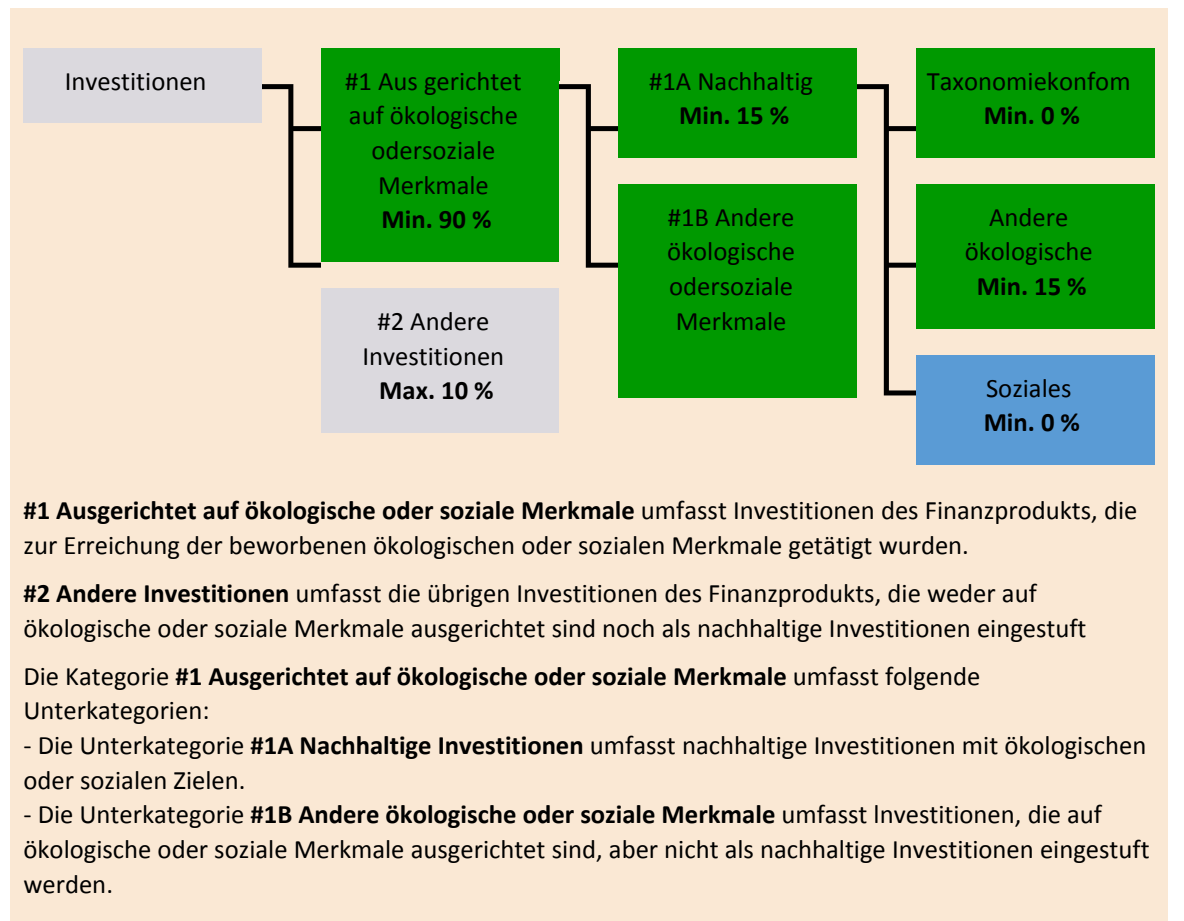 Investitionen
#1 Aus gerichtet
auf ökologische
odersoziale
Merkmale
Min. 90 %
#2 Andere
Investitionen
Max. 10 %
#1A Nachhaltig
Min. 15 %
#1B Andere
ökologische
odersoziale
Merkmale
Taxonomiekonfom
Min. 0 %
Andere
ökologische
Min. 15 %
Soziales
Min. 0 %
#1 Ausgerichtet auf ökologische oder soziale Merkmale umfasst Investitionen des Finanzprodukts, die
zur Erreichung der beworbenen ökologischen oder sozialen Merkmale getätigt wurden.
#2 Andere Investitionen umfasst die übrigen Investitionen des Finanzprodukts, die weder auf
ökologische oder soziale Merkmale ausgerichtet sind noch als nachhaltige Investitionen eingestuft
Die Kategorie #1 Ausgerichtet auf ökologische oder soziale Merkmale umfasst folgende
Unterkategorien:
- Die Unterkategorie #1A Nachhaltige Investitionen umfasst nachhaltige Investitionen mit ökologischen
oder sozialen Zielen.
- Die Unterkategorie #1B Andere ökologische oder soziale Merkmale umfasst lnvestitionen, die auf
ökologische oder soziale Merkmale ausgerichtet sind, aber nicht als nachhaltige Investitionen eingestuft
werden.